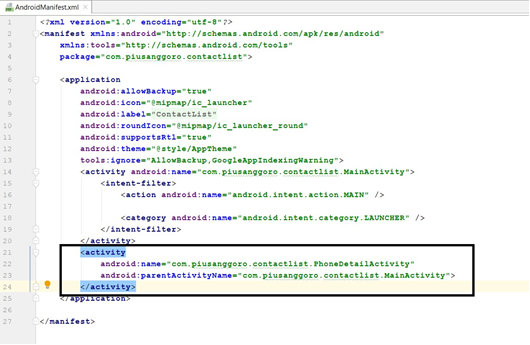 AndroidManifest.xml
1 <?xml version="1.0" encoding="utf-8"?>
2 <manifest xmlns:android="http://schemas.android.com/apk/res/android"
3 xmlns:tools="http://schemas.android.com/tools"
4 package="com.piusanggoro.contactlist">
5
6 <application
7 android:allowBackup="true"
8 android:icon="@mipmap/ic_launcher"
9 android:label="ContactList"
10 android:roundIcon="@mipmap/ic_launcher_round"
11 android:supportsRtl="true"
12 android:theme="@style/AppTheme"
13 tools:ignore="AllowBackup,GoogleAppIndexingWarning">
14 <activity android:name="com.piusanggoro.contactlist.MainActivity">
15 <intent-filter>
16 <action android:name="android.intent.action.MAIN" />
17
18 <category android:name="android.intent.category.LAUNCHER" />
19 </intent-filter>
20 </activity>
21 <activity
22 android:name="com.piusanggoro.contactlist.PhoneDetailActivity"
23 android:parentActivityName="com.piusanggoro.contactlist.MainActivity">
24 </activity>
25 </application>
26
27 </manifest>